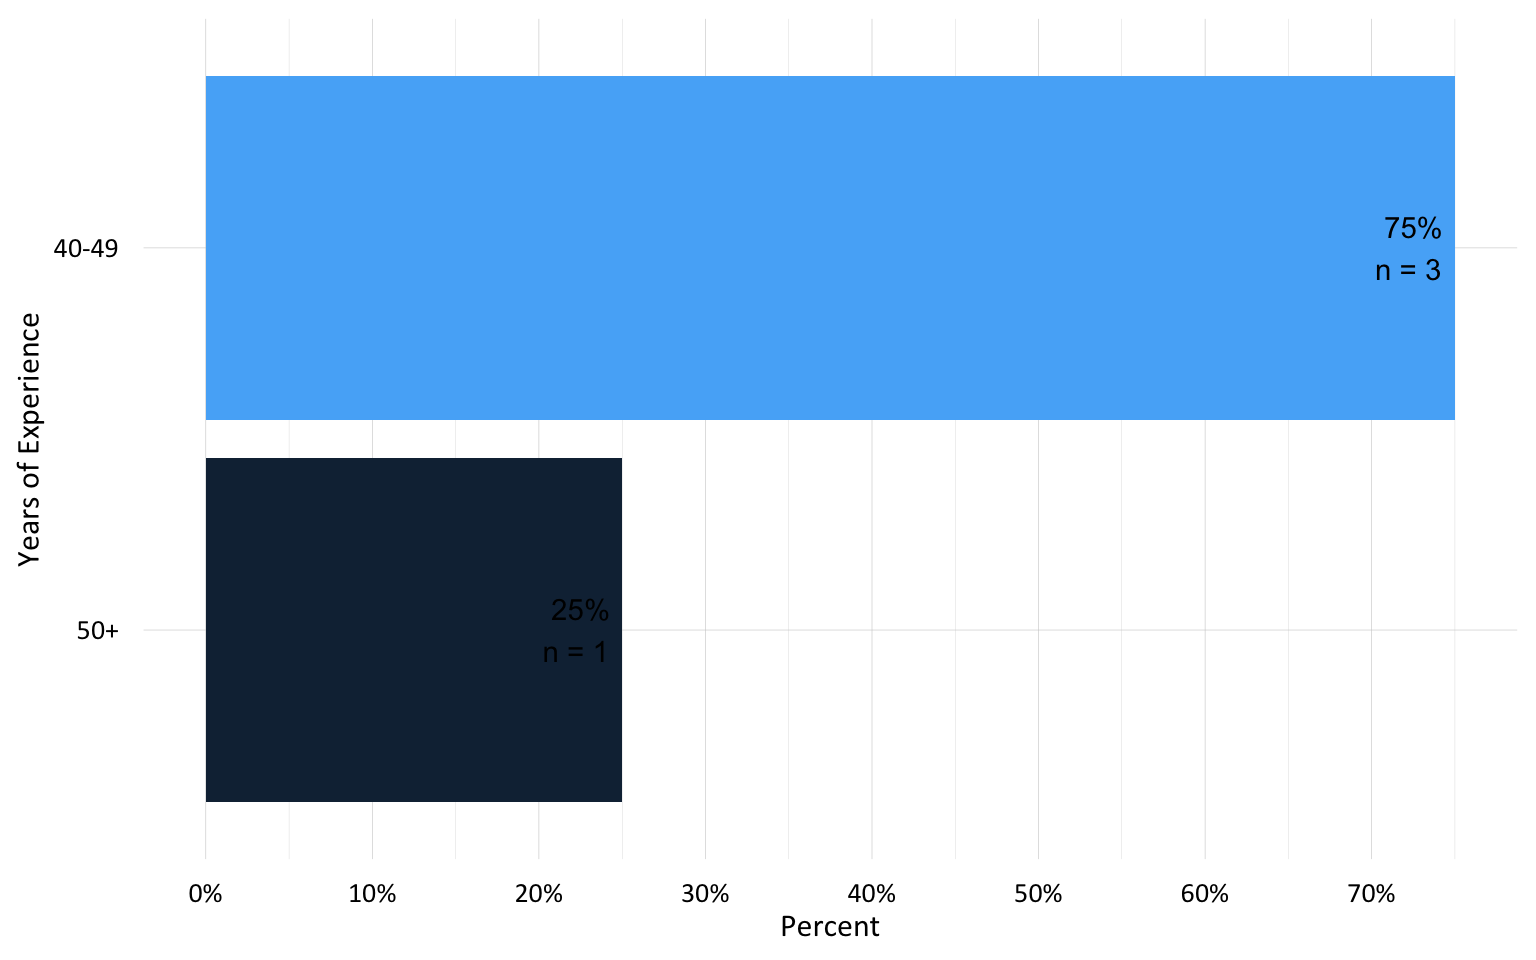 Years of Experience
40-49
75%
n = 3
50+
25%
n = 1
0% 10% 20% 30% 40% 50% 60% 70%
Percent